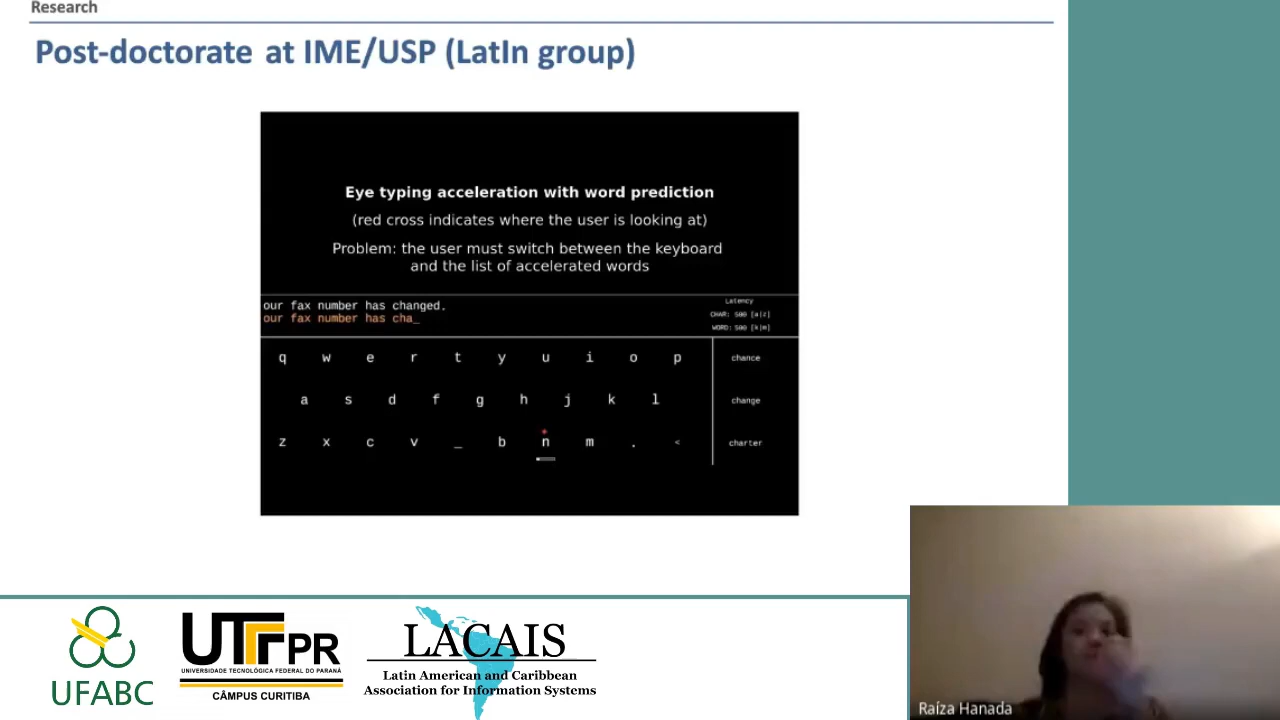 Research
Post-doctorate at IME/USP (LatIn group)
Eye typing acceleration with word prediction
(red cross indicates where the user is looking at)
Problem: the user must switch between the keyboard
and the list of accelerated words
our fax number has changed.
our fax number has cha_
Latency
CHAR: 500 [a|z]
WORD: 500 [k|m]
q w e r t y u i o p chance
a s d f g h j k l change
z x c v _ b n m . < charter
UFABC
UTFPR
UNIVERSIDADE TECNOLÓGICA FEDERAL DO PARANÁ
CÂMPUS CURITIBA
LACAIS
Latin American and Caribbean
Association for Information Systems
Raíza Hanada